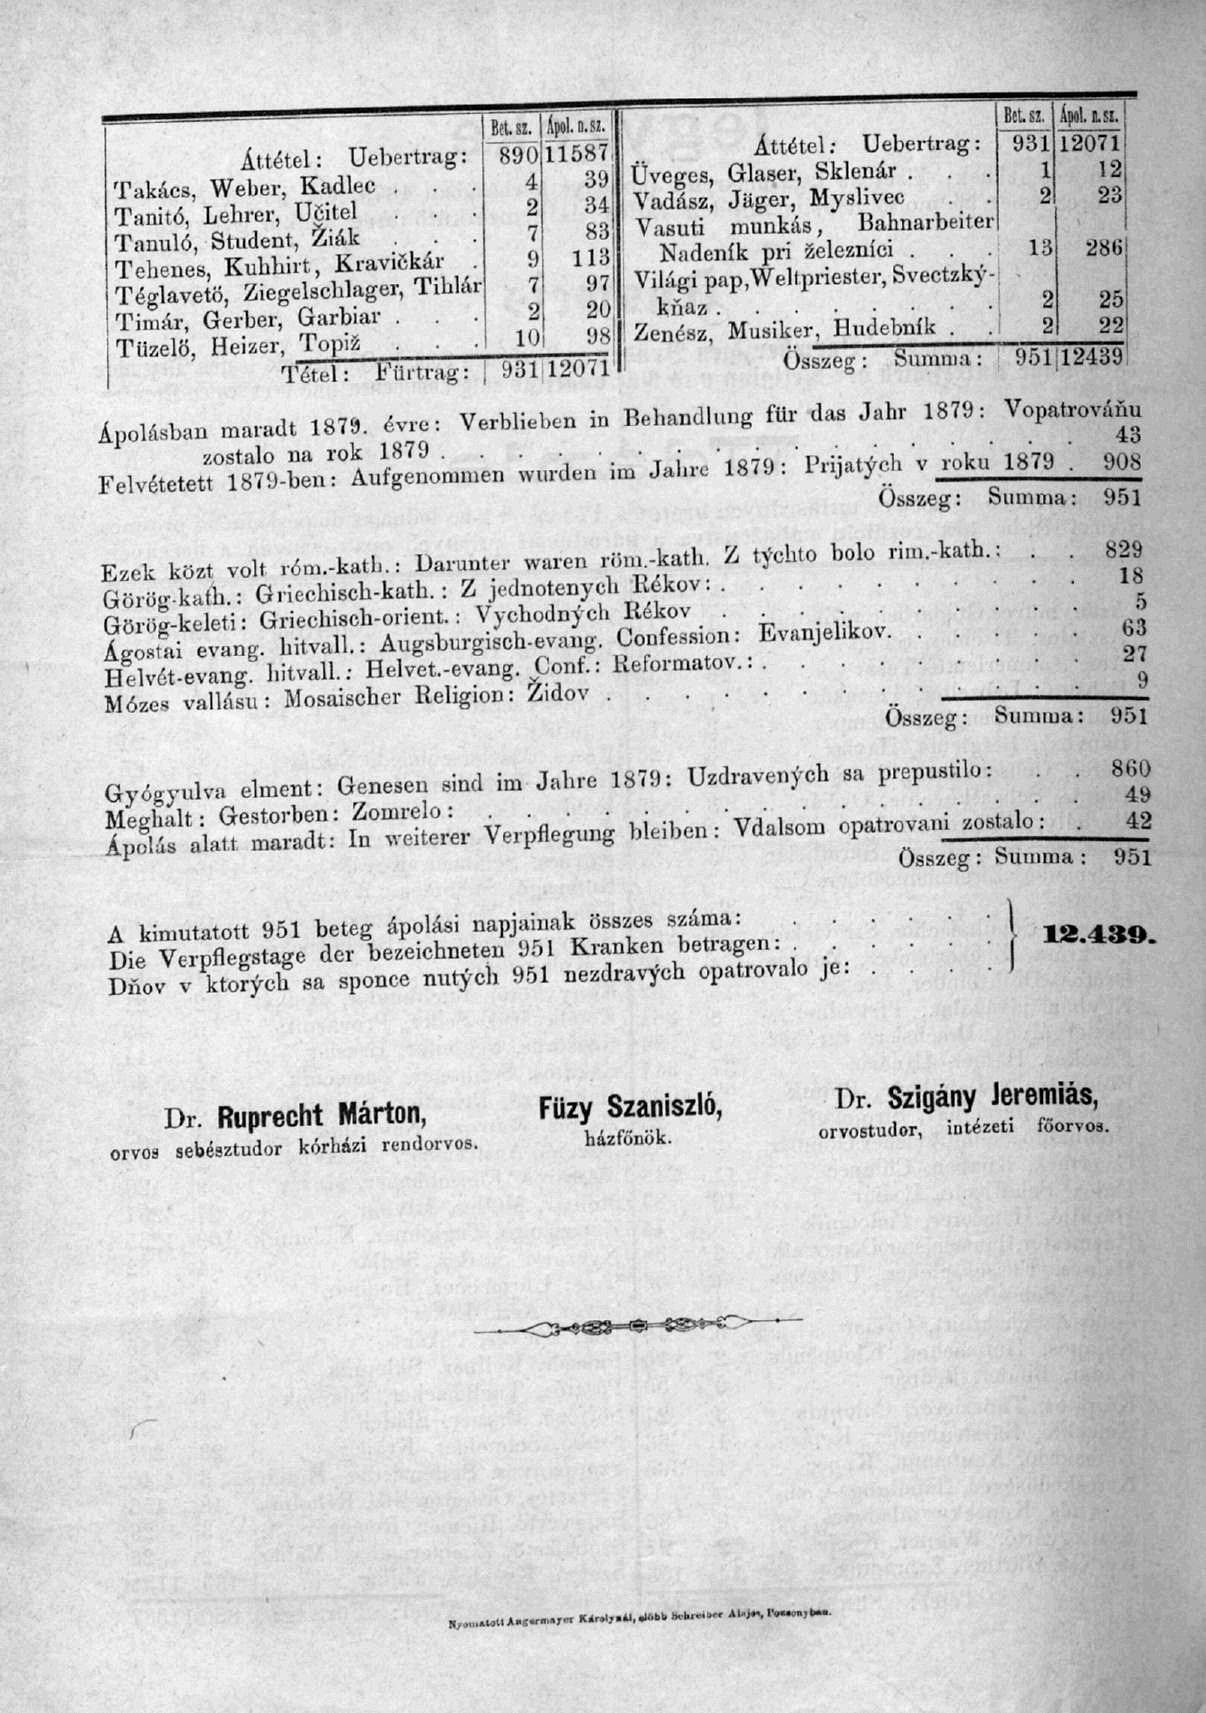 Bet. sz. Ápol. n. sz.
Áttétel: Uebertrag: 890 11587
Takács, Weber, Kadlec . . . 4 39
Tanitó, Lehrer, Učitel . . . 2 34
Tanuló, Student, Žiák . . . 7 83
Tehenes, Kuhhirt, Kravičkár . 9 113
Téglavető, Ziegelschlager, Tihlár 7 97
Timár, Gerber, Garbiar . . . 2 20
Tüzelő, Heizer, Topiž . . . 10 98
Tétel: Fürtrag: 931 12071
Bet. sz. Ápol. n. sz.
Áttétel: Uebertrag: 931 12071
Üveges, Glaser, Sklenár . . . 1 12
Vadász, Jäger, Myslivec . . 2 23
Vasuti munkás, Bahnarbeiter
Nadeník pri železníci . . . 13 286
Világi pap, Weltpriester, Svectzký-
kňaz . . . . . . . . 2 25
Zenész, Musiker, Hudebník . . 2 22
Összeg: Summa: 951 12439
Ápolásban maradt 1879. évre: Verblieben in Behandlung für das Jahr 1879: Vopatrováňu
zostalo na rok 1879 . . . . . . . . . . . . . . . . . 43
Felvétetett 1879-ben: Aufgenommen wurden im Jahre 1879: Prijatých v roku 1879 . 908
Összeg: Summa: 951
Ezek közt volt róm.-kath.: Darunter waren röm.-kath. Z týchto bolo rim.-kath.: . . 829
Görög-kath.: Griechisch-kath.: Z jednotenych Rékov: . . . . . . . . . . 18
Görög-keleti: Griechisch-orient.: Vychodných Rékov . . . . . . . . . . 5
Ágostai evang. hitvall.: Augsburgisch-evang. Confession: Evanjelikov. . . . . . 63
Helvét-evang. hitvall.: Helvet.-evang. Conf.: Reformatov.: . . . . . . . . . 27
Mózes vallásu: Mosaischer Religion: Židov . . . . . . . . . . . . . 9
Összeg: Summa: 951
Gyógyulva elment: Genesen sind im Jahre 1879: Uzdravených sa prepustilo: . . 860
Meghalt: Gestorben: Zomrelo: . . . . . . . . . . . . . . . . 49
Ápolás alatt maradt: In weiterer Verpflegung bleiben: Vdalsom opatrovani zostalo: . 42
Összeg: Summa: 951
A kimutatott 951 beteg ápolási napjainak összes száma: . . . . . .
Die Verpflegstage der bezeichneten 951 Kranken betragen: . . . . . . 12.439.
Dňov v ktorých sa sponce nutých 951 nezdravých opatrovalo je: . . . .
Dr. Ruprecht Márton,
orvos sebésztudor kórházi rendorvos.
Füzy Szaniszló,
házfőnök.
Dr. Szigány Jeremiás,
orvostudor, intézeti főorvos.
Nyomatott Angermayer Károlynál, előbb Schreiber Alajos, Pozsonyban.